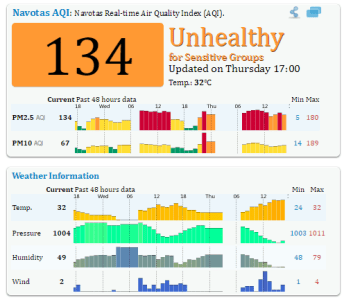 Navotas AQI: Navotas Real-time Air Quality Index (AQI).
134
Unhealthy
for Sensitive Groups
Updated on Thursday 17:00
Temp.: 32°C
Current Past 48 hours data Min Max
18 Wed 06 12 18 Thu 06 12
PM2.5 AQI 134 5 180
PM10 AQI 67 14 189
Weather Information
Current Past 48 hours data Min Max
18 Wed 06 12 18 Thu 06 12
Temp. 32 24 32
Pressure 1004 1003 1011
Humidity 49 48 79
Wind 2 1 4